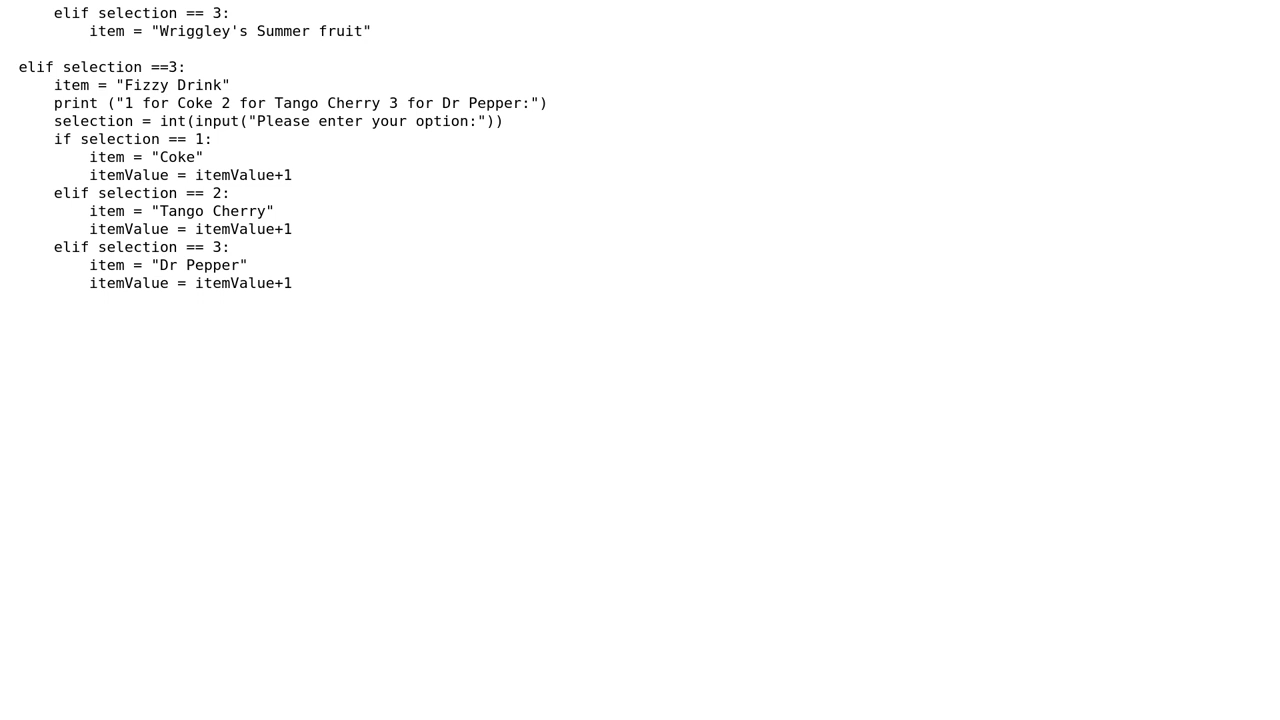 elif selection == 3:
        item = "Wriggley's Summer fruit"

elif selection ==3:
    item = "Fizzy Drink"
    print ("1 for Coke 2 for Tango Cherry 3 for Dr Pepper:")
    selection = int(input("Please enter your option:"))
    if selection == 1:
        item = "Coke"
        itemValue = itemValue+1
    elif selection == 2:
        item = "Tango Cherry"
        itemValue = itemValue+1
    elif selection == 3:
        item = "Dr Pepper"
        itemValue = itemValue+1